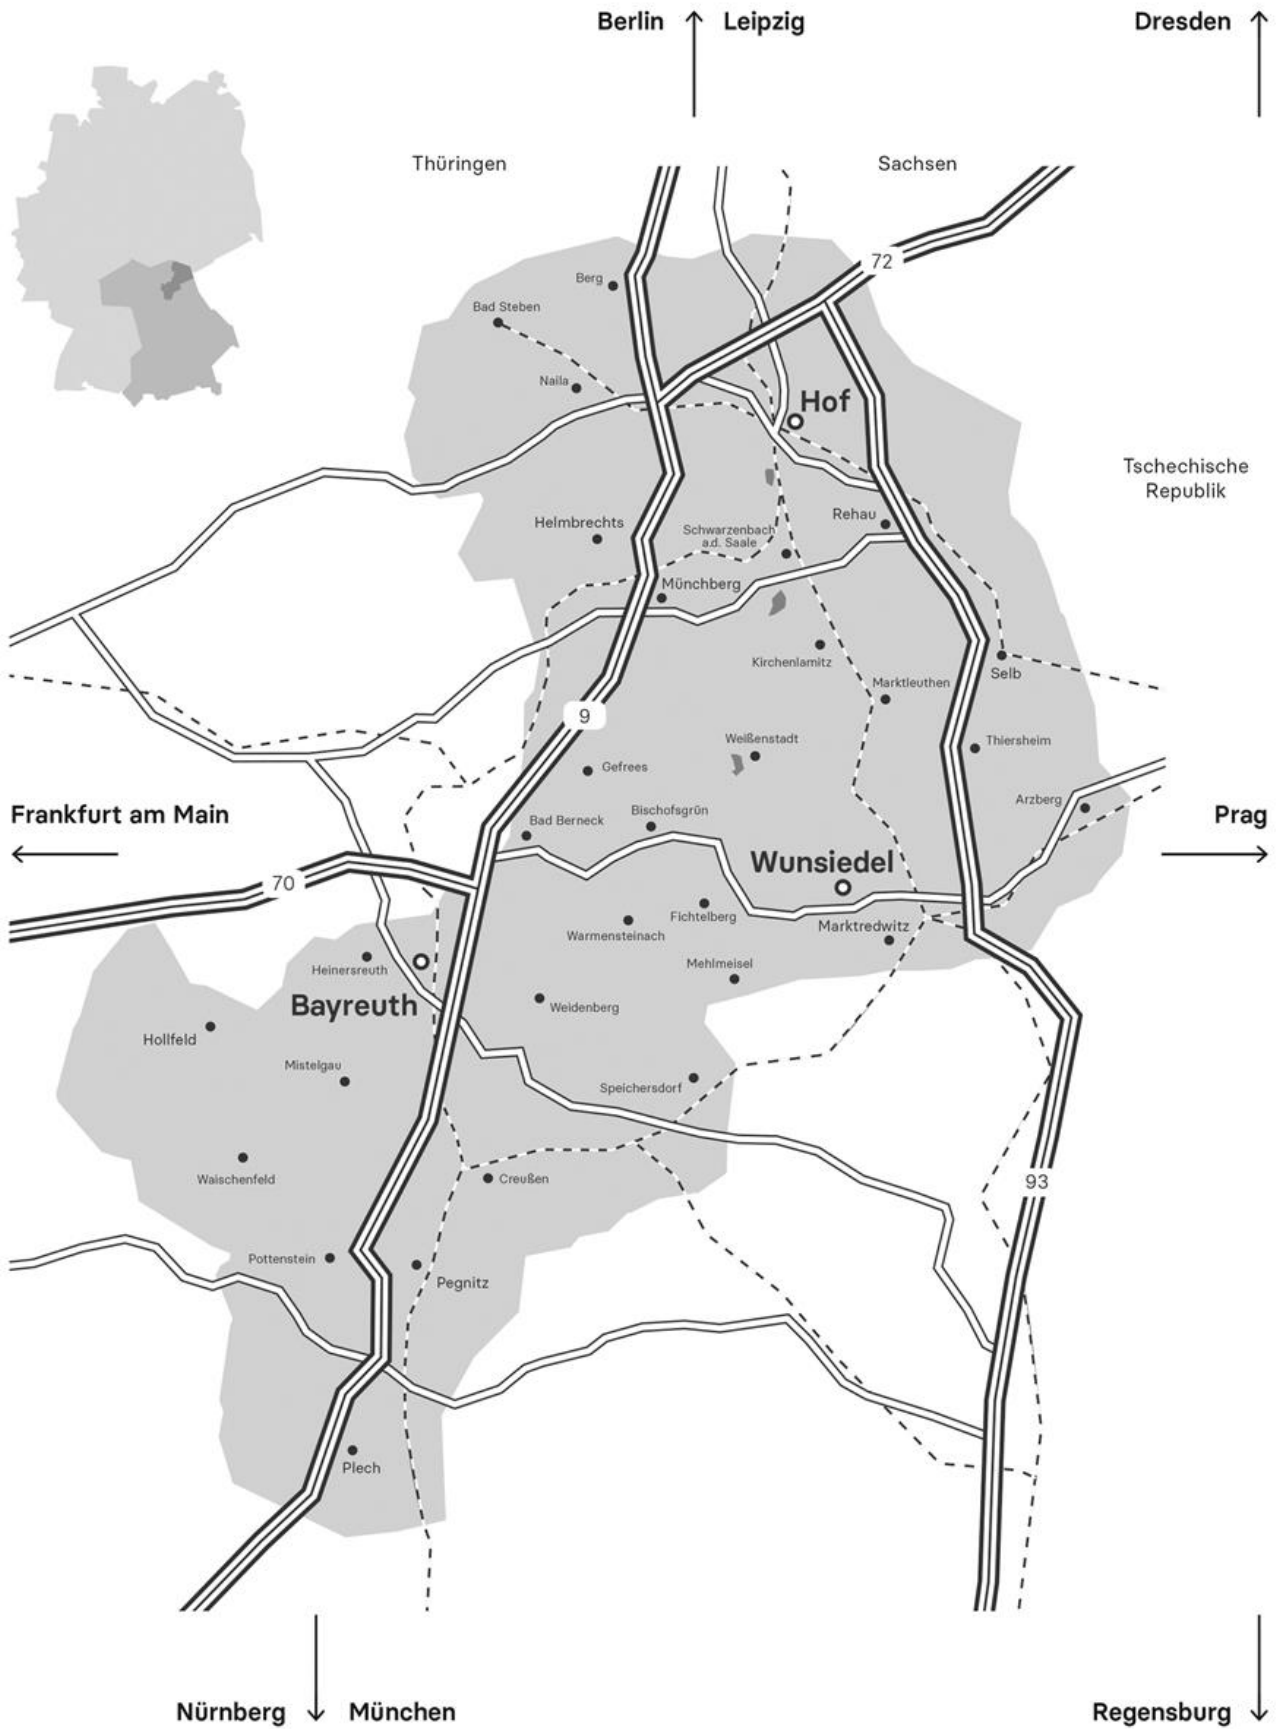 Berlin
Leipzig
Dresden
Thüringen
Sachsen
72
Berg
Bad Steben
Naila
Hof
Tschechische
Republik
Helmbrechts
Schwarzenbach
a.d. Saale
Rehau
Münchberg
Kirchenlamitz
Selb
Marktleuthen
9
Weißenstadt
Thiersheim
Gefrees
Arzberg
Frankfurt am Main
Bischofsgrün
Bad Berneck
Prag
Wunsiedel
70
Fichtelberg
Marktredwitz
Warmensteinach
Mehlmeisel
Heinersreuth
Bayreuth
Weidenberg
Hollfeld
Mistelgau
Speichersdorf
Waischenfeld
Creußen
93
Pottenstein
Pegnitz
Plech
Nürnberg
München
Regensburg